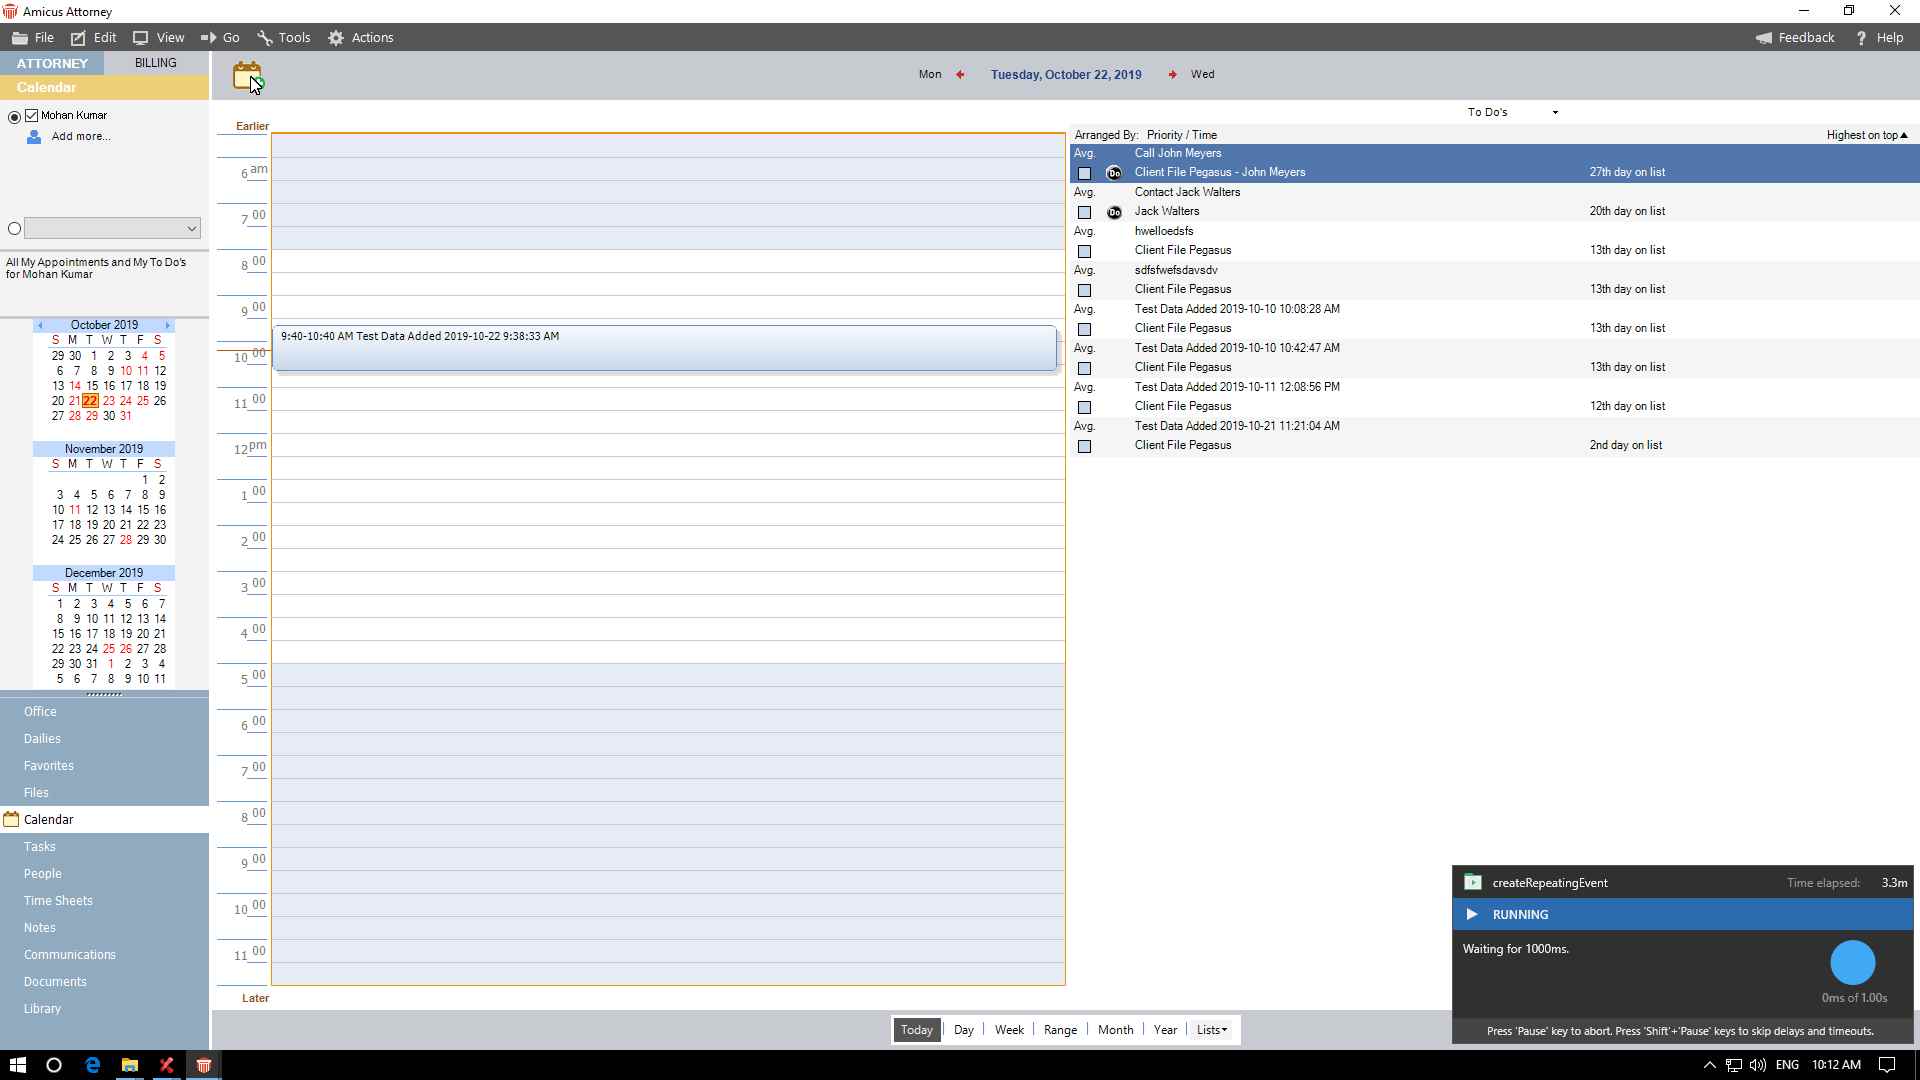 Amicus Attorney
File Edit View Go Tools Actions Feedback Help
ATTORNEY BILLING
Calendar
Mohan Kumar
Add more...
All My Appointments and My To Do's
for Mohan Kumar
October 2019
S M T W T F S
29 30 1 2 3 4 5
6 7 8 9 10 11 12
13 14 15 16 17 18 19
20 21 22 23 24 25 26
27 28 29 30 31
November 2019
S M T W T F S
1 2
3 4 5 6 7 8 9
10 11 12 13 14 15 16
17 18 19 20 21 22 23
24 25 26 27 28 29 30
December 2019
S M T W T F S
1 2 3 4 5 6 7
8 9 10 11 12 13 14
15 16 17 18 19 20 21
22 23 24 25 26 27 28
29 30 31 1 2 3 4
5 6 7 8 9 10 11
Office
Dailies
Favorites
Files
Calendar
Tasks
People
Time Sheets
Notes
Communications
Documents
Library
Mon Tuesday, October 22, 2019 Wed
Earlier
6 am
7 00
8 00
9 00
9:40-10:40 AM Test Data Added 2019-10-22 9:38:33 AM
10 00
11 00
12 pm
1 00
2 00
3 00
4 00
5 00
6 00
7 00
8 00
9 00
10 00
11 00
Later
Today Day Week Range Month Year Lists
To Do's
Arranged By: Priority / Time Highest on top
Avg. Call John Meyers
Do Client File Pegasus - John Meyers 27th day on list
Avg. Contact Jack Walters
Do Jack Walters 20th day on list
Avg. hwelloedsfs
Client File Pegasus 13th day on list
Avg. sdfsfwefsdavsdv
Client File Pegasus 13th day on list
Avg. Test Data Added 2019-10-10 10:08:28 AM
Client File Pegasus 13th day on list
Avg. Test Data Added 2019-10-10 10:42:47 AM
Client File Pegasus 13th day on list
Avg. Test Data Added 2019-10-11 12:08:56 PM
Client File Pegasus 12th day on list
Avg. Test Data Added 2019-10-21 11:21:04 AM
Client File Pegasus 2nd day on list
createRepeatingEvent Time elapsed: 3.3m
RUNNING
Waiting for 1000ms.
0ms of 1.00s
Press 'Pause' key to abort. Press 'Shift'+'Pause' keys to skip delays and timeouts.
ENG 10:12 AM